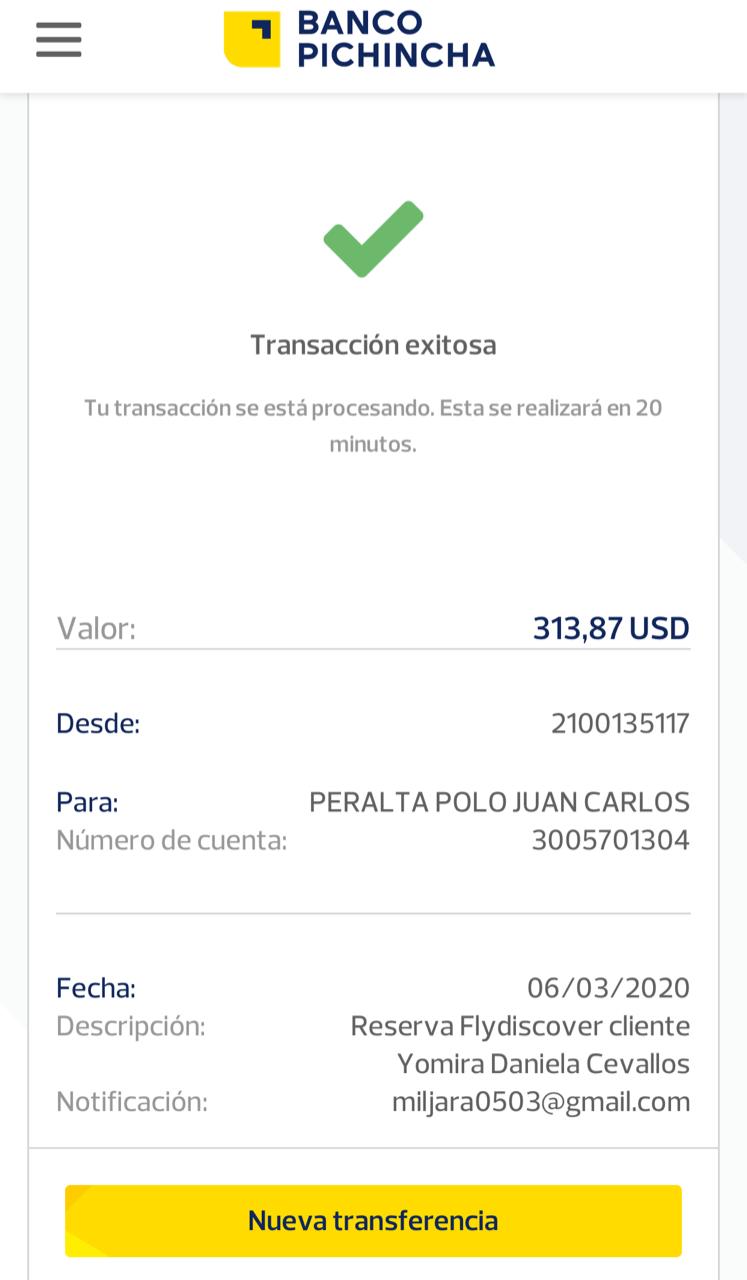 BANCO
PICHINCHA
Transacción exitosa
Tu transacción se está procesando. Esta se realizará en 20
minutos.
Valor: 313,87 USD
Desde: 2100135117
Para: PERALTA POLO JUAN CARLOS
Número de cuenta: 3005701304
Fecha: 06/03/2020
Descripción: Reserva Flydiscover cliente
Yomira Daniela Cevallos
Notificación: miljara0503@gmail.com
Nueva transferencia